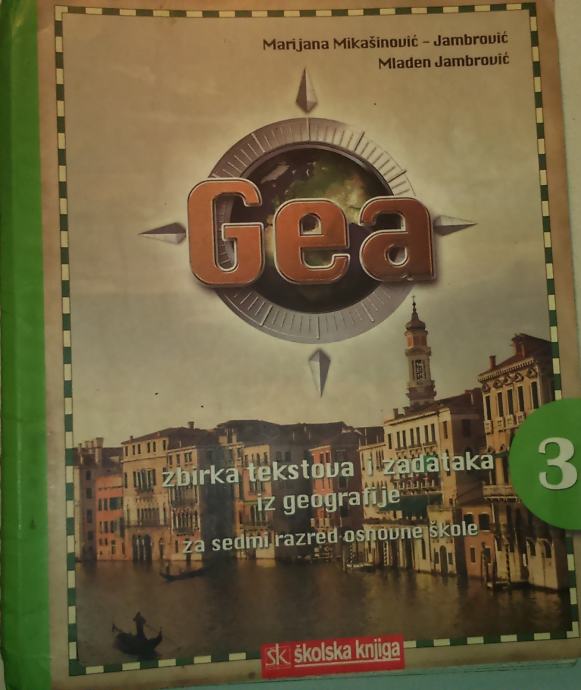 Marijana Mikašinović - Jambrović
Mladen Jambrović
Gea
3
zbirka tekstova i zadataka
iz geografije
za sedmi razred osnovne škole
šk školska knjiga